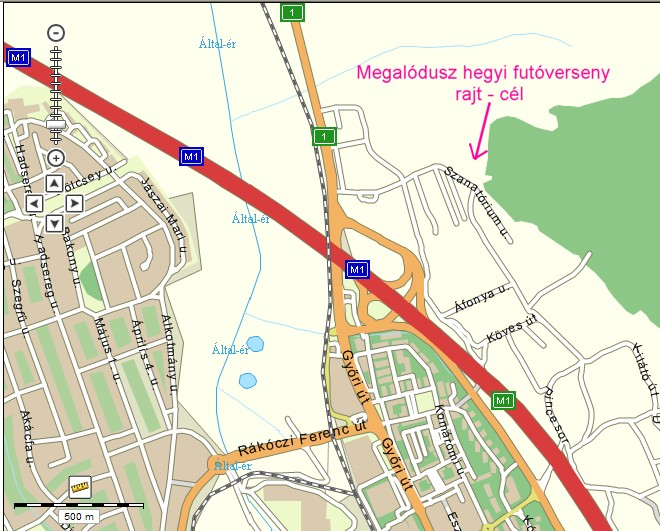 1
Által-ér
M1
Megalódusz hegyi futóverseny
rajt - cél
1
M1
Szanatórium u.
Jászai Mari u.
Által-ér
M1
Bakony u.
Szegfű u.
Május 1. u.
Április 4. u.
Alkotmány u.
Áfonya u.
Köves út
Által-ér
Győri út
Kilátó út
M1
Pince sor
Akácfa u.
Komáromi u.
Rákóczi Ferenc út
Győri út
Által-ér
500 m